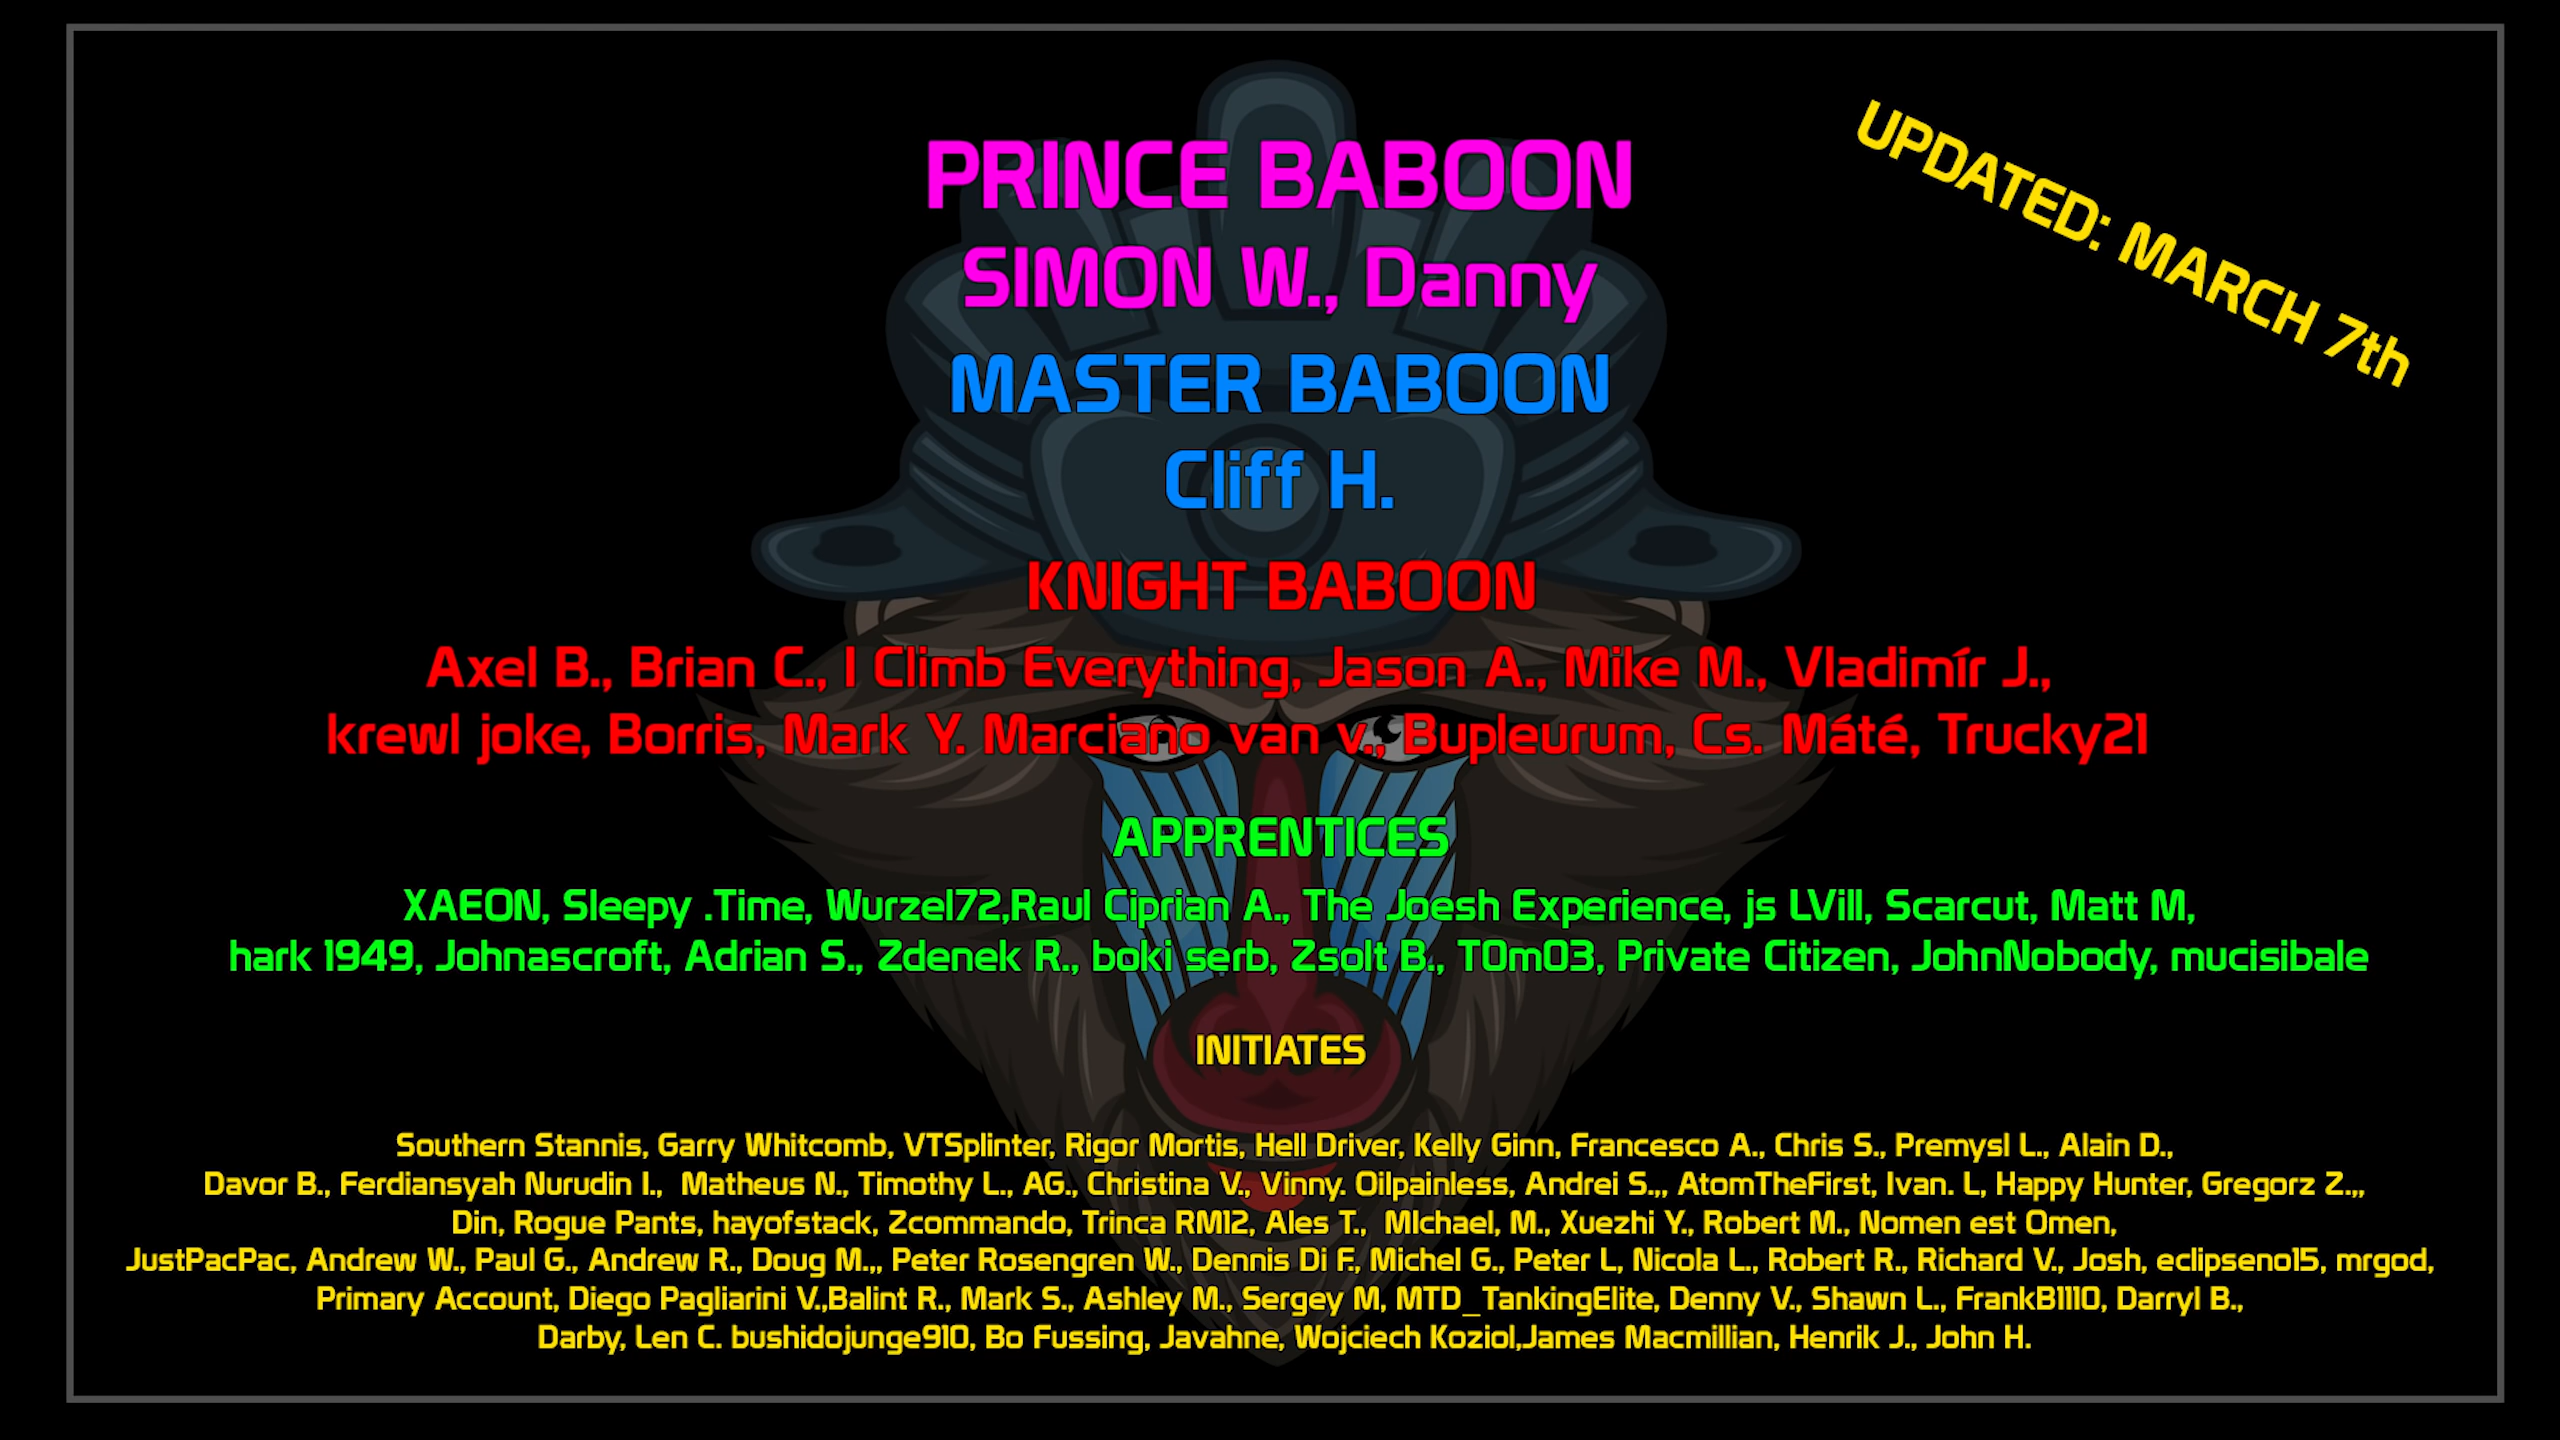 PRINCE BABOON
SIMON W., Danny
UPDATED: MARCH 7th
MASTER BABOON
Cliff H.
KNIGHT BABOON
Axel B., Brian C., I Climb Everything, Jason A., Mike M., Vladimír J.,
krewl joke, Borris, Mark Y. Marciano van v., Bupleurum, Cs. Máté, Trucky21
APPRENTICES
XAEON, Sleepy .Time, Wurzel72,Raul Ciprian A., The Joesh Experience, js LVill, Scarcut, Matt M,
hark 1949, Johnascroft, Adrian S., Zdenek R., boki serb, Zsolt B., T0m03, Private Citizen, JohnNobody, mucisibale
INITIATES
Southern Stannis, Garry Whitcomb, VTSplinter, Rigor Mortis, Hell Driver, Kelly Ginn, Francesco A., Chris S., Premysl L., Alain D.,
Davor B., Ferdiansyah Nurudin I., Matheus N., Timothy L., AG., Christina V., Vinny. Oilpainless, Andrei S.,, AtomTheFirst, Ivan. L, Happy Hunter, Gregorz Z.,,
Din, Rogue Pants, hayofstack, Zcommando, Trinca RM12, Ales T., MIchael, M., Xuezhi Y., Robert M., Nomen est Omen,
JustPacPac, Andrew W., Paul G., Andrew R., Doug M.,, Peter Rosengren W., Dennis Di F., Michel G., Peter L, Nicola L., Robert R., Richard V., Josh, eclipseno15, mrgod,
Primary Account, Diego Pagliarini V.,Balint R., Mark S., Ashley M., Sergey M, MTD_TankingElite, Denny V., Shawn L., FrankB1110, Darryl B.,
Darby, Len C. bushidojunge910, Bo Fussing, Javahne, Wojciech Koziol,James Macmillian, Henrik J., John H.